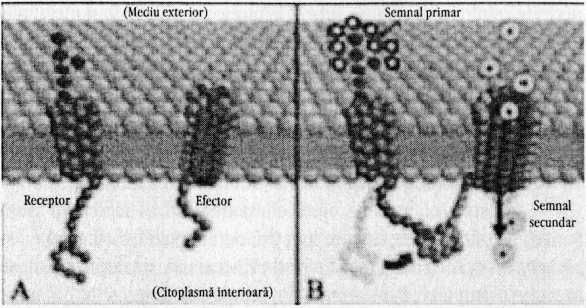 (Mediu exterior)
Semnal primar
Receptor
Efector
Semnal
secundar
A
(Citoplasmă interioară)
B